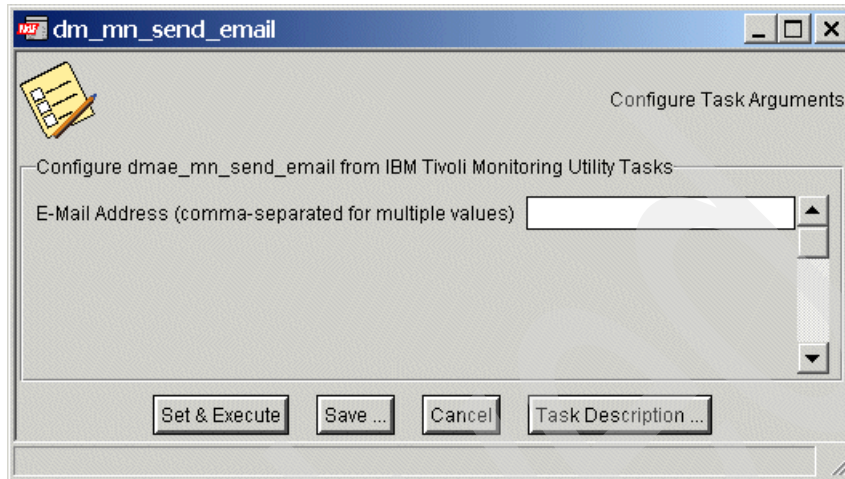 dm_mn_send_email
Configure Task Arguments
Configure dmae_mn_send_email from IBM Tivoli Monitoring Utility Tasks
E-Mail Address (comma-separated for multiple values)
Set & Execute Save ... Cancel Task Description ...